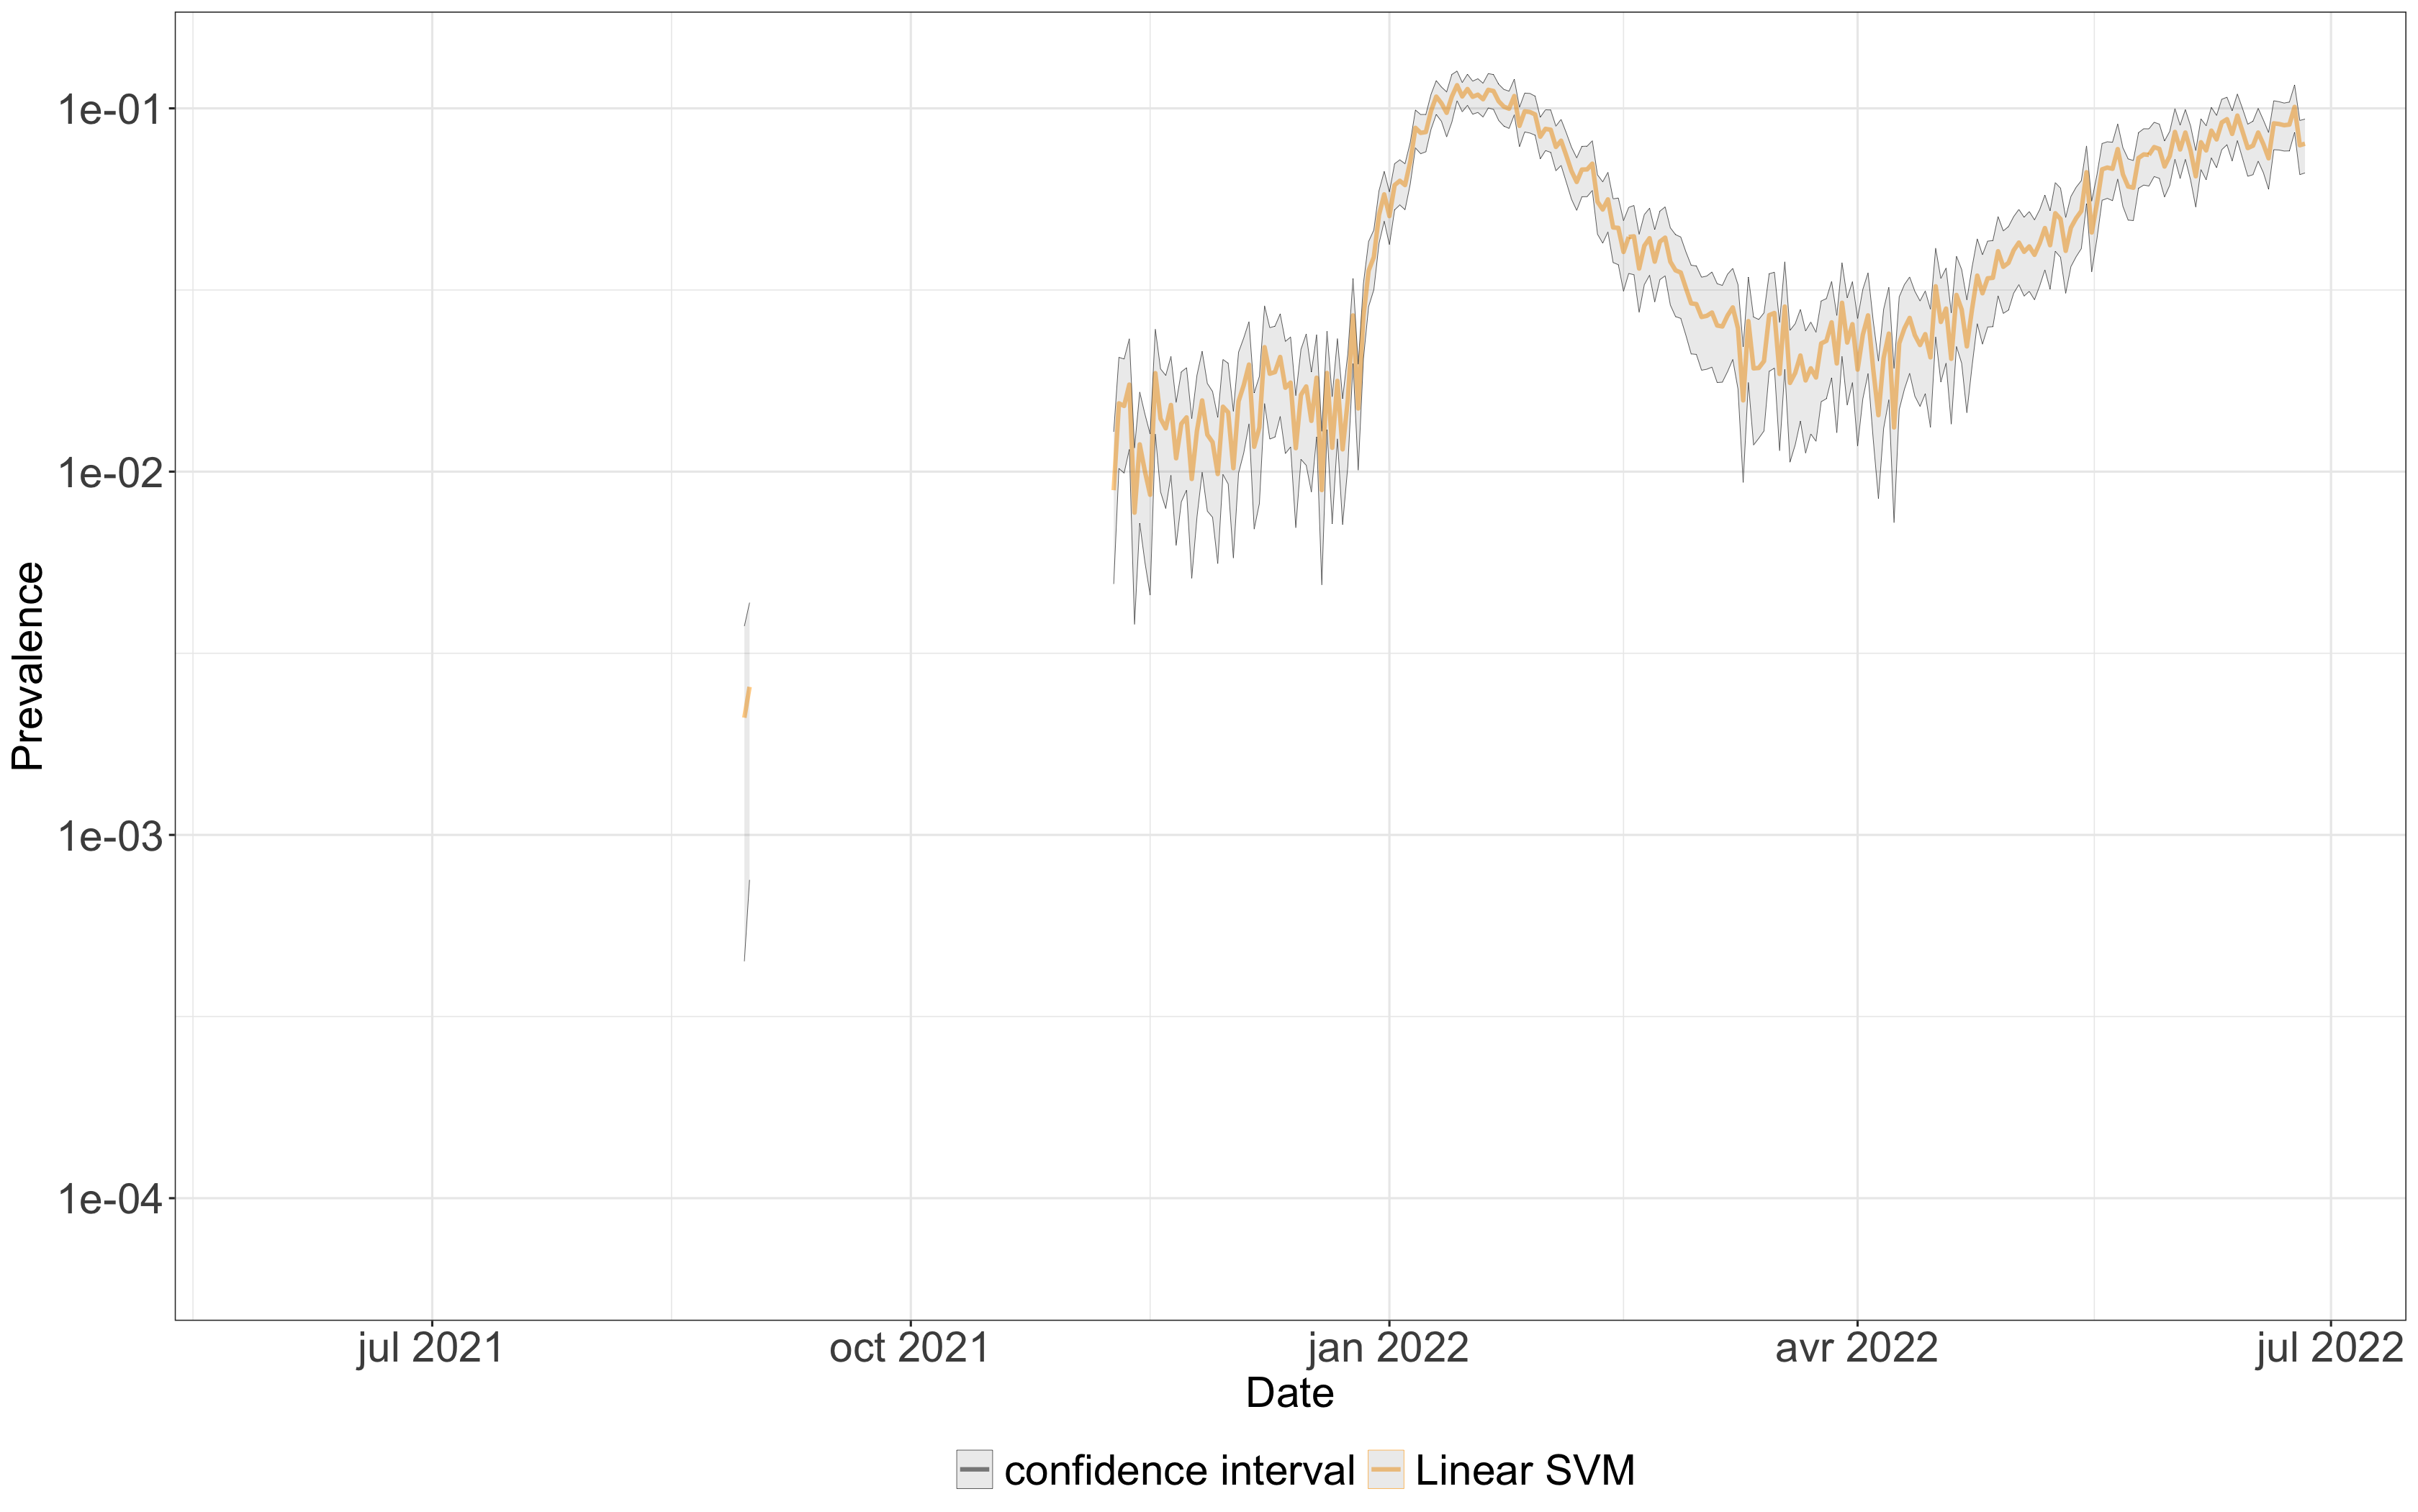 Prevalence
1e-01
1e-02
1e-03
1e-04
jul 2021
oct 2021
jan 2022
avr 2022
jul 2022
Date
confidence interval
Linear SVM